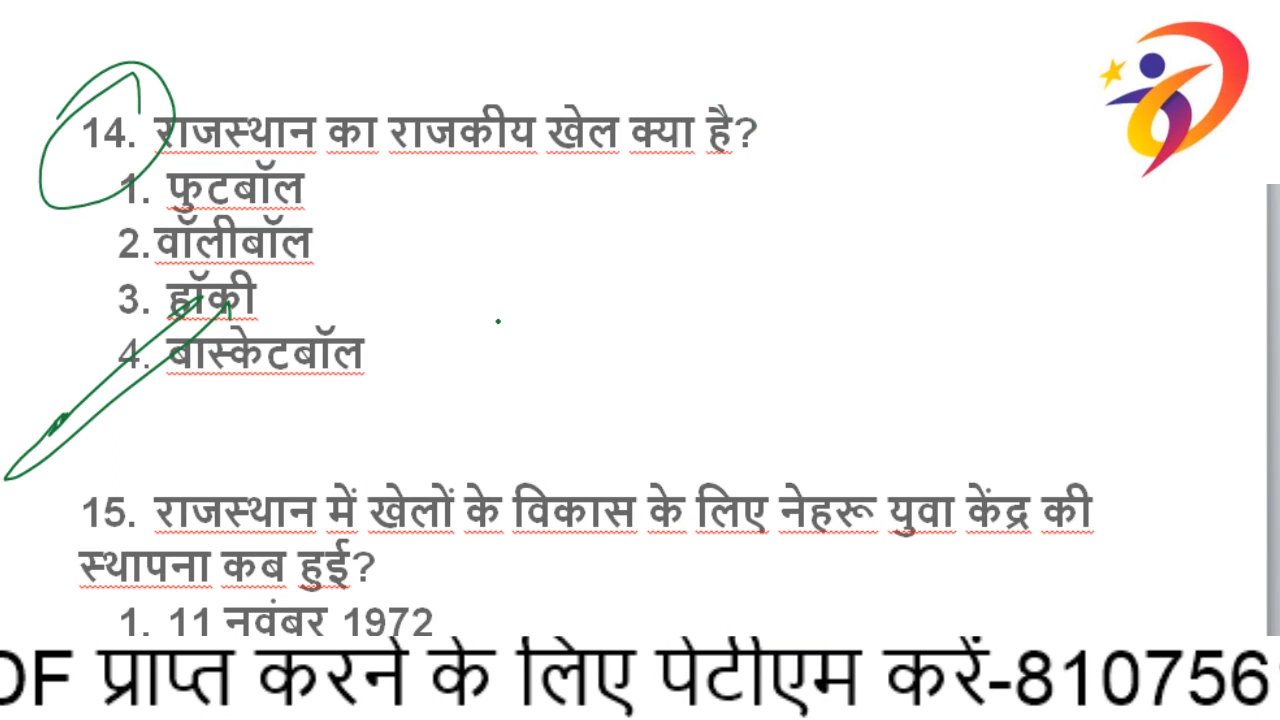 14. राजस्थान का राजकीय खेल क्या है?
1. फुटबॉल
2. वॉलीबॉल
3. हॉकी
4. बास्केटबॉल
15. राजस्थान में खेलों के विकास के लिए नेहरू युवा केंद्र की
स्थापना कब हुई?
1. 11 नवंबर 1972
DF प्राप्त करने के लिए पेटीएम करें-810756